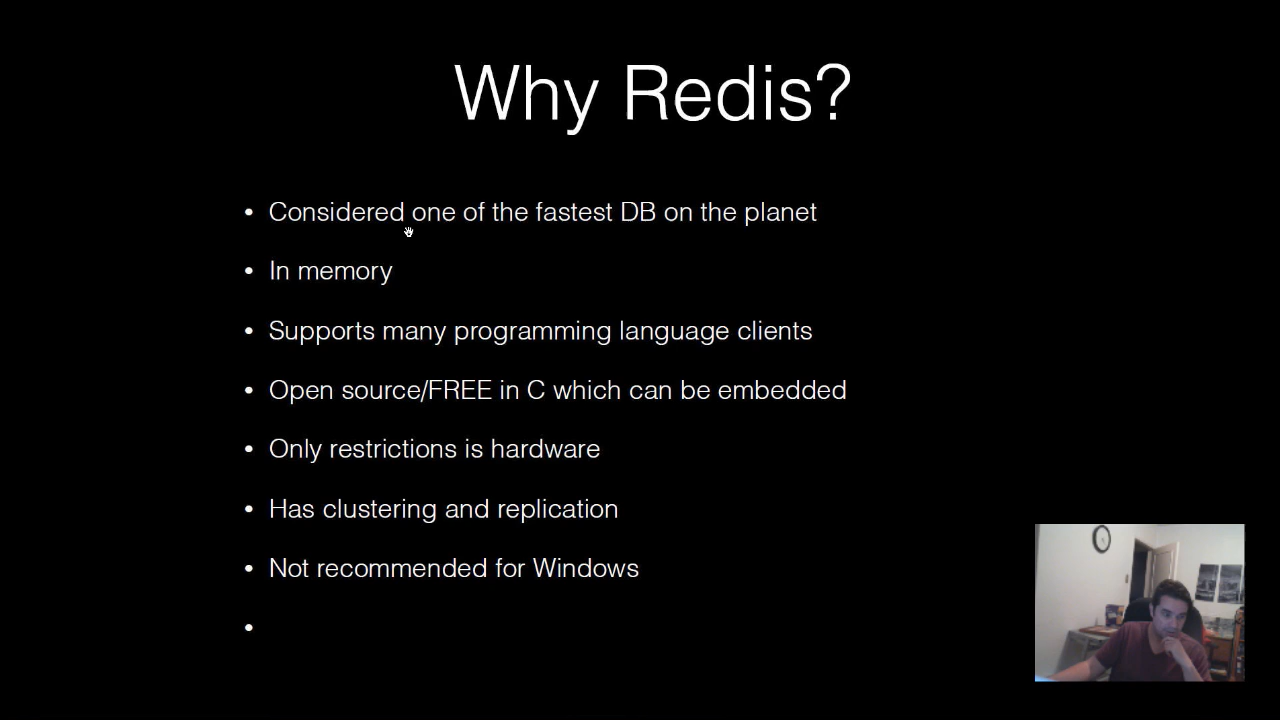 Why Redis?
• Considered one of the fastest DB on the planet
• In memory
• Supports many programming language clients
• Open source/FREE in C which can be embedded
• Only restrictions is hardware
• Has clustering and replication
• Not recommended for Windows
•